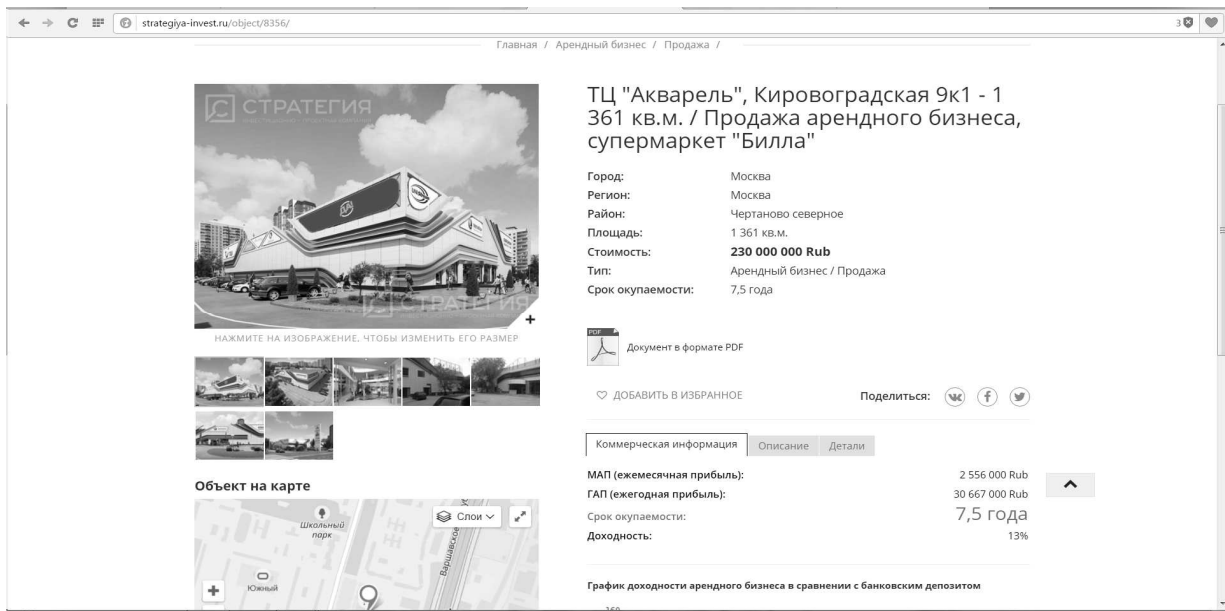 strategiya-invest.ru/object/8356/
3
Главная / Арендный бизнес / Продажа /
СТРАТЕГИЯ
СТРАТЕГИЯ
НАЖМИТЕ НА ИЗОБРАЖЕНИЕ, ЧТОБЫ ИЗМЕНИТЬ ЕГО РАЗМЕР
Объект на карте
Школьный
парк
Слои
Варшавское
Южный
ТЦ "Акварель", Кировоградская 9к1 - 1
361 кв.м. / Продажа арендного бизнеса,
супермаркет "Билла"
Город: Москва
Регион: Москва
Район: Чертаново северное
Площадь: 1 361 кв.м.
Стоимость: 230 000 000 Rub
Тип: Арендный бизнес / Продажа
Срок окупаемости: 7,5 года
PDF
Документ в формате PDF
ДОБАВИТЬ В ИЗБРАННОЕ Поделиться:
Коммерческая информация Описание Детали
МАП (ежемесячная прибыль): 2 556 000 Rub
ГАП (ежегодная прибыль): 30 667 000 Rub
Срок окупаемости: 7,5 года
Доходность: 13%
График доходности арендного бизнеса в сравнении с банковским депозитом